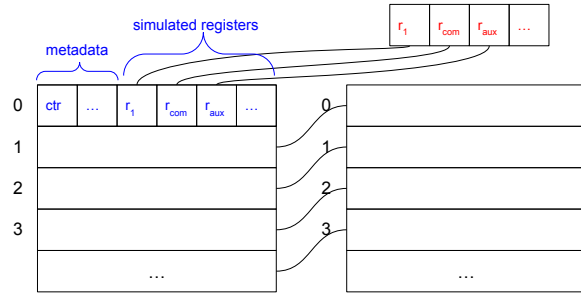 simulated registers
r1 rcom raux …
metadata
0 ctr … r1 rcom raux … 0
1 1
2 2
3 3
… …